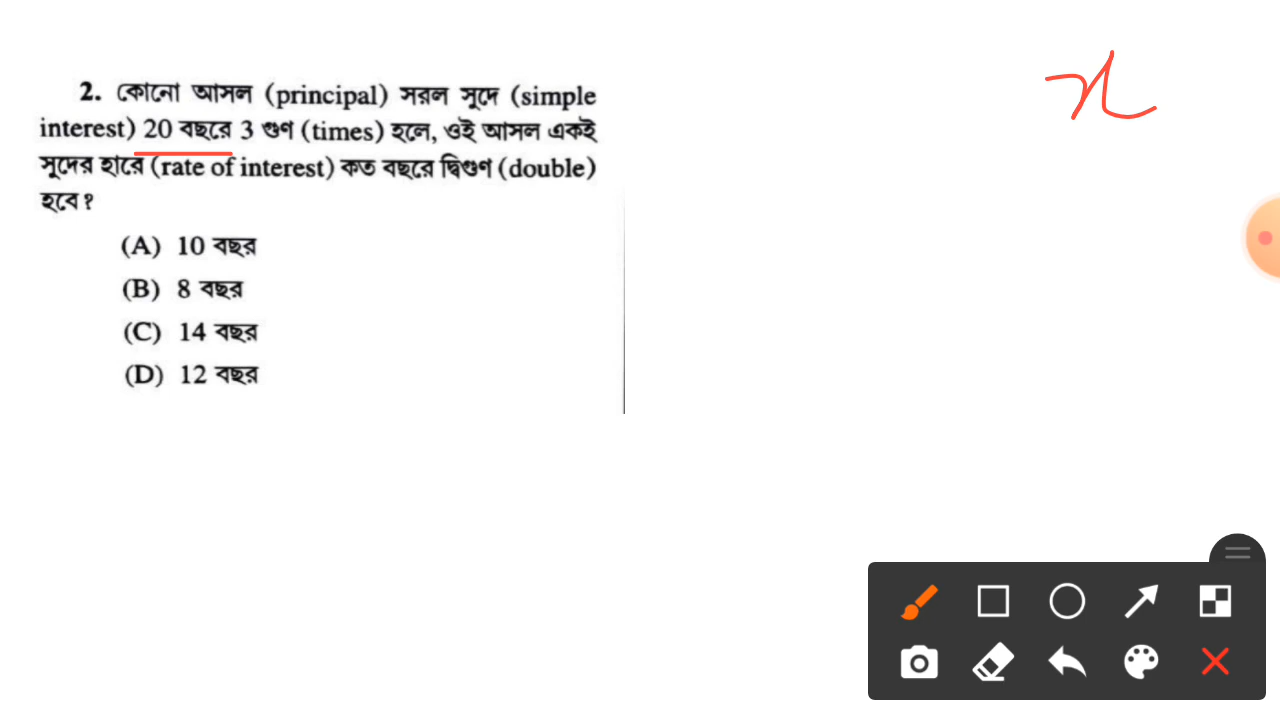 2. কোনো আসল (principal) সরল সুদে (simple
interest) 20 বছরে 3 গুণ (times) হলে, ওই আসল একই
সুদের হারে (rate of interest) কত বছরে দ্বিগুণ (double)
হবে ?
(A) 10 বছর
(B) 8 বছর
(C) 14 বছর
(D) 12 বছর
x